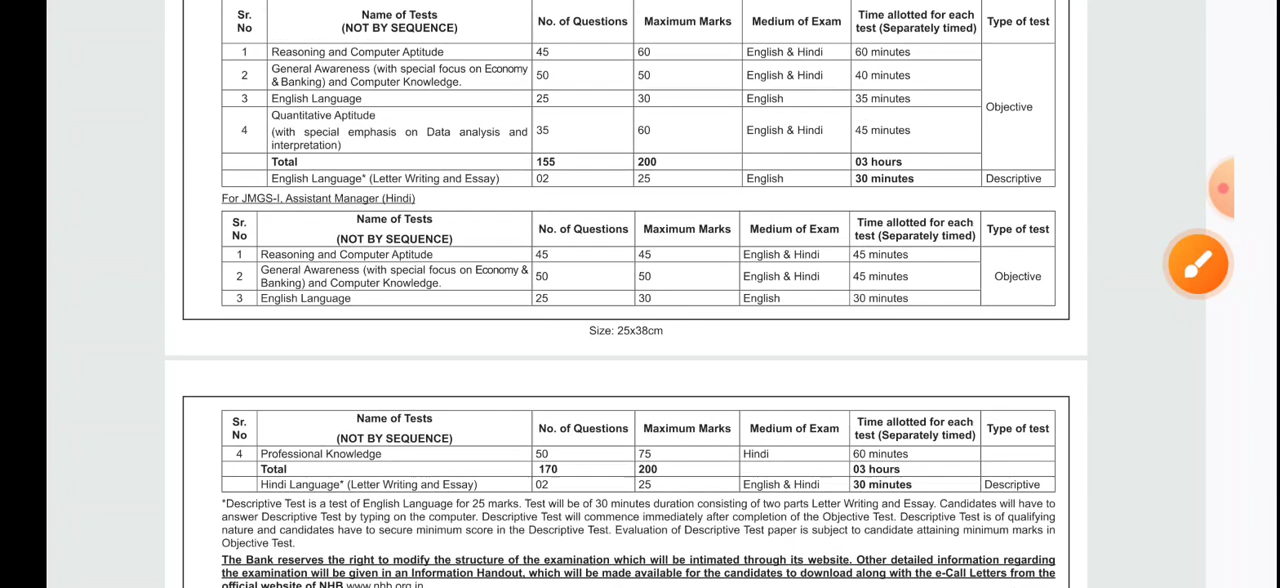 Sr. No | Name of Tests (NOT BY SEQUENCE) | No. of Questions | Maximum Marks | Medium of Exam | Time allotted for each test (Separately timed) | Type of test
1 | Reasoning and Computer Aptitude | 45 | 60 | English & Hindi | 60 minutes | Objective
2 | General Awareness (with special focus on Economy & Banking) and Computer Knowledge. | 50 | 50 | English & Hindi | 40 minutes
3 | English Language | 25 | 30 | English | 35 minutes
4 | Quantitative Aptitude (with special emphasis on Data analysis and interpretation) | 35 | 60 | English & Hindi | 45 minutes
Total | 155 | 200 | 03 hours
English Language* (Letter Writing and Essay) | 02 | 25 | English | 30 minutes | Descriptive
For JMGS-I, Assistant Manager (Hindi)
Sr. No | Name of Tests (NOT BY SEQUENCE) | No. of Questions | Maximum Marks | Medium of Exam | Time allotted for each test (Separately timed) | Type of test
1 | Reasoning and Computer Aptitude | 45 | 45 | English & Hindi | 45 minutes | Objective
2 | General Awareness (with special focus on Economy & Banking) and Computer Knowledge. | 50 | 50 | English & Hindi | 45 minutes
3 | English Language | 25 | 30 | English | 30 minutes
Size: 25x38cm
Sr. No | Name of Tests (NOT BY SEQUENCE) | No. of Questions | Maximum Marks | Medium of Exam | Time allotted for each test (Separately timed) | Type of test
4 | Professional Knowledge | 50 | 75 | Hindi | 60 minutes
Total | 170 | 200 | 03 hours
Hindi Language* (Letter Writing and Essay) | 02 | 25 | English & Hindi | 30 minutes | Descriptive
*Descriptive Test is a test of English Language for 25 marks. Test will be of 30 minutes duration consisting of two parts Letter Writing and Essay. Candidates will have to
answer Descriptive Test by typing on the computer. Descriptive Test will commence immediately after completion of the Objective Test. Descriptive Test is of qualifying
nature and candidates have to secure minimum score in the Descriptive Test. Evaluation of Descriptive Test paper is subject to candidate attaining minimum marks in
Objective Test.
The Bank reserves the right to modify the structure of the examination which will be intimated through its website. Other detailed information regarding
the examination will be given in an Information Handout, which will be made available for the candidates to download along with the e-Call Letters from the
official website of NHB www.nhb.org.in